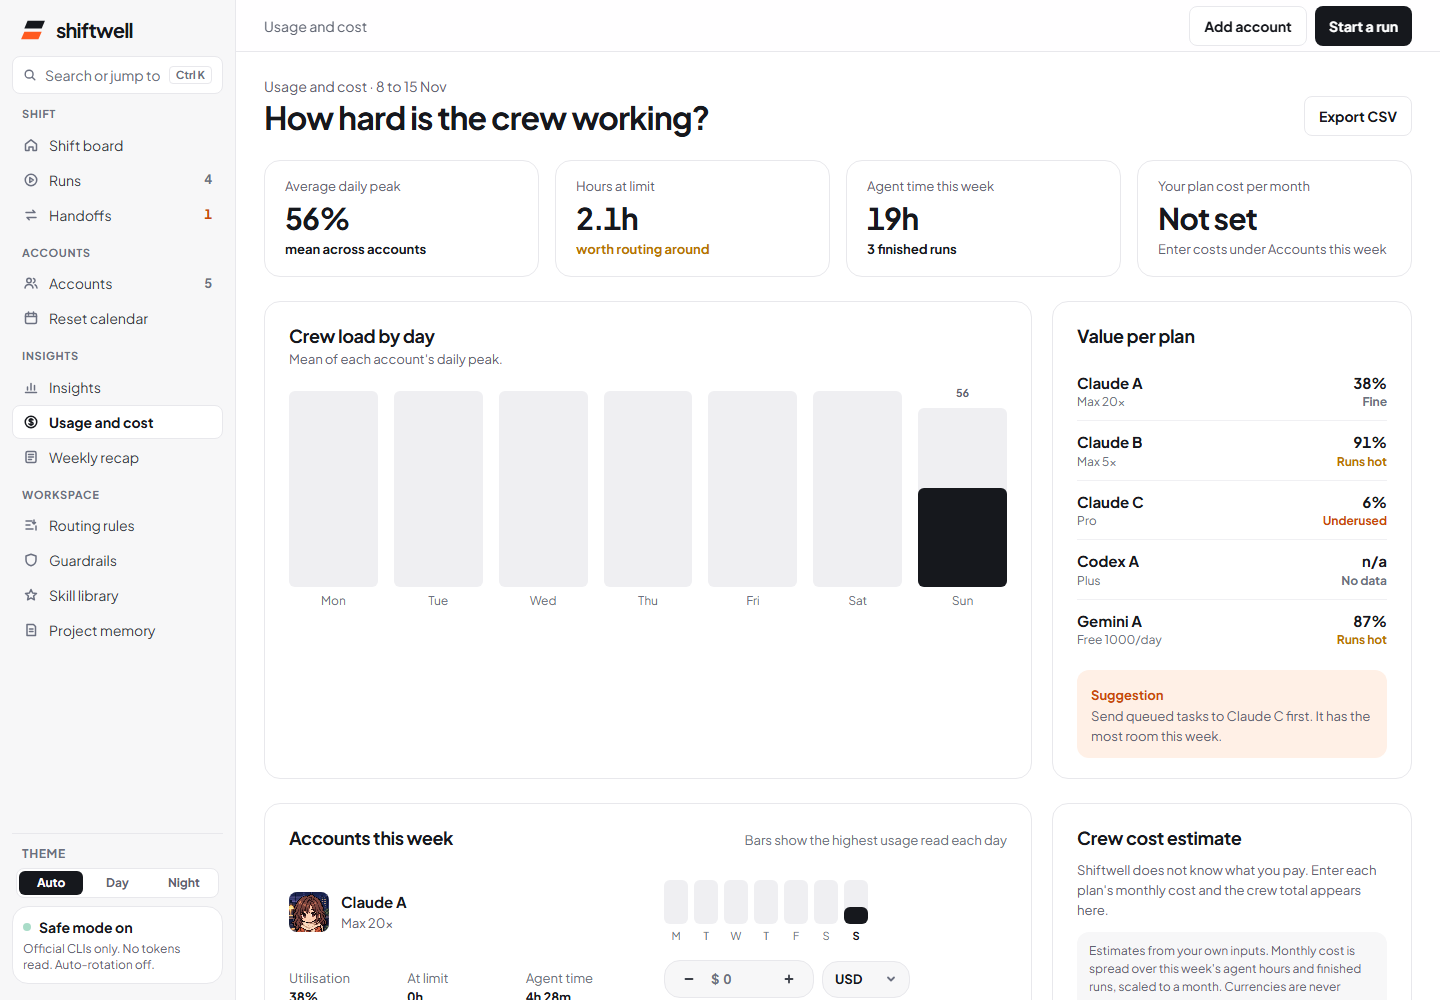 shiftwell
Search or jump to Ctrl K
SHIFT
Shift board
Runs 4
Handoffs 1
ACCOUNTS
Accounts 5
Reset calendar
INSIGHTS
Insights
Usage and cost
Weekly recap
WORKSPACE
Routing rules
Guardrails
Skill library
Project memory
THEME
Auto Day Night
Safe mode on
Official CLIs only. No tokens
read. Auto-rotation off.
Usage and cost
Add account
Start a run
Usage and cost · 8 to 15 Nov
How hard is the crew working?
Export CSV
Average daily peak
56%
mean across accounts
Hours at limit
2.1h
worth routing around
Agent time this week
19h
3 finished runs
Your plan cost per month
Not set
Enter costs under Accounts this week
Crew load by day
Mean of each account's daily peak.
56
Mon Tue Wed Thu Fri Sat Sun
Value per plan
Claude A 38%
Max 20× Fine
Claude B 91%
Max 5× Runs hot
Claude C 6%
Pro Underused
Codex A n/a
Plus No data
Gemini A 87%
Free 1000/day Runs hot
Suggestion
Send queued tasks to Claude C first. It has the
most room this week.
Accounts this week
Bars show the highest usage read each day
Claude A
Max 20×
M T W T F S S
Utilisation At limit Agent time
38% 0h 4h 28m
− $ 0 + USD
Crew cost estimate
Shiftwell does not know what you pay. Enter each
plan's monthly cost and the crew total appears
here.
Estimates from your own inputs. Monthly cost is
spread over this week's agent hours and finished
runs, scaled to a month. Currencies are never